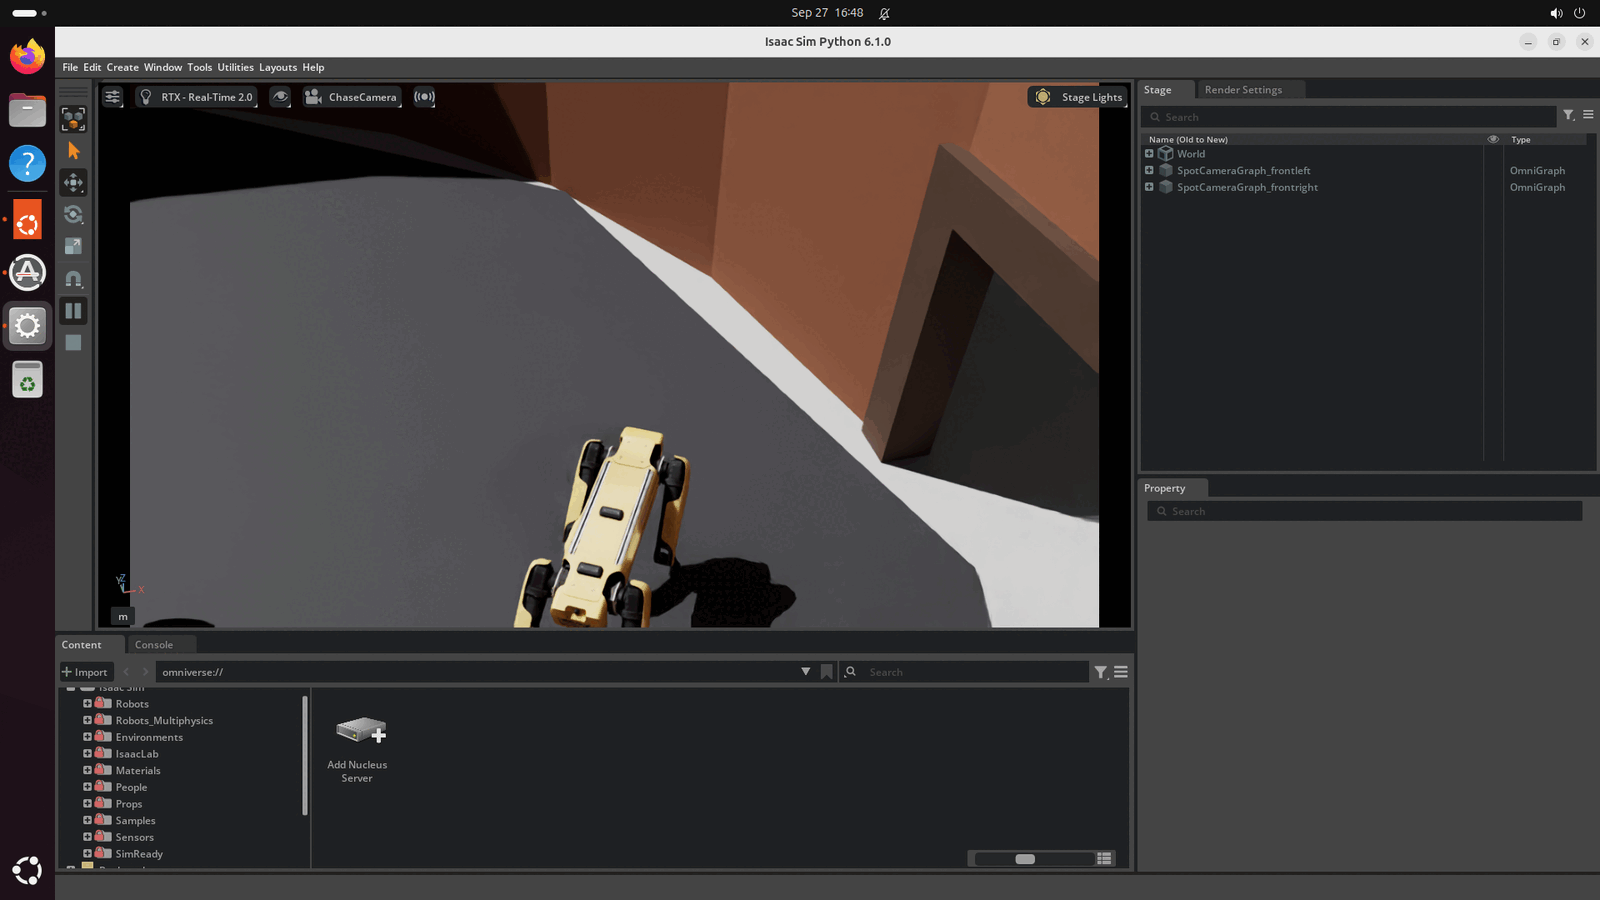 Sep 27 16:48
Isaac Sim Python 6.1.0
File Edit Create Window Tools Utilities Layouts Help
RTX - Real-Time 2.0
ChaseCamera
Stage Lights
Y
Z
X
m
Stage
Render Settings
Search
Name (Old to New)
Type
World
SpotCameraGraph_frontleft
OmniGraph
SpotCameraGraph_frontright
OmniGraph
Property
Search
Content
Console
Import
omniverse://
Search
Isaac Sim
Robots
Robots_Multiphysics
Environments
IsaacLab
Materials
People
Props
Samples
Sensors
SimReady
Add Nucleus
Server